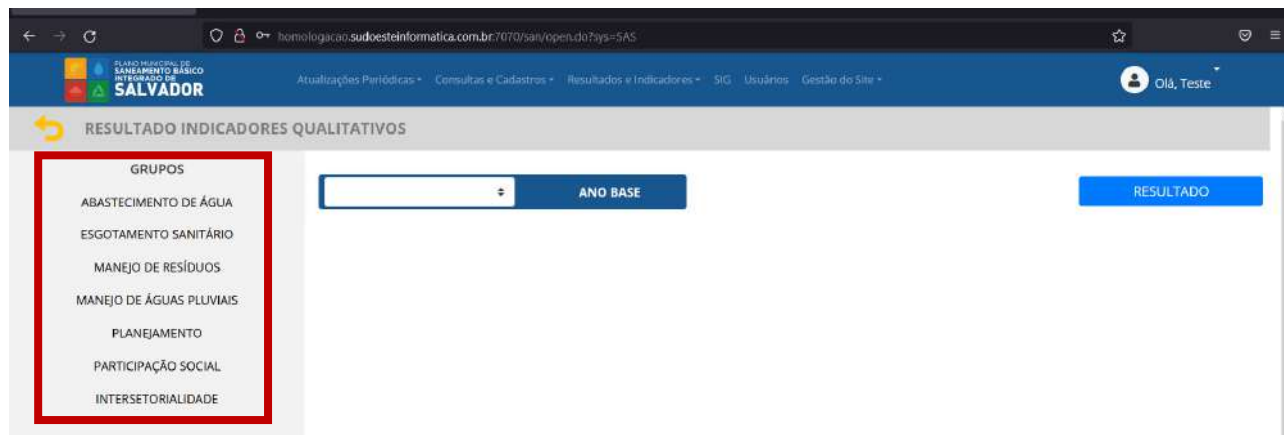 homologacao.sudoesteinformatica.com.br:7070/san/open.do?sys=SAS
PLANO MUNICIPAL DE
SANEAMENTO BÁSICO
INTEGRADO DE
SALVADOR
Atualizações Periódicas Consultas e Cadastros Resultados e Indicadores SIG Usuários Gestão do Site
Olá, Teste
RESULTADO INDICADORES QUALITATIVOS
GRUPOS
ABASTECIMENTO DE ÁGUA
ESGOTAMENTO SANITÁRIO
MANEJO DE RESÍDUOS
MANEJO DE ÁGUAS PLUVIAIS
PLANEJAMENTO
PARTICIPAÇÃO SOCIAL
INTERSETORIALIDADE
ANO BASE
RESULTADO